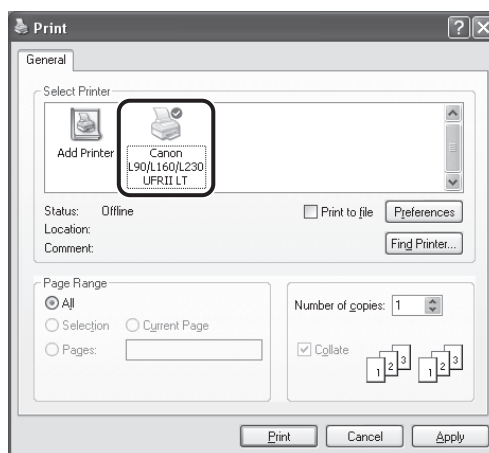 Print
General
Select Printer
Add Printer
Canon
L90/L160/L230
UFRII LT
Status: Offline
Location:
Comment:
Print to file
Preferences
Find Printer...
Page Range
All
Selection
Current Page
Pages:
Number of copies: 1
Collate
1 2 3 1 2 3
Print
Cancel
Apply